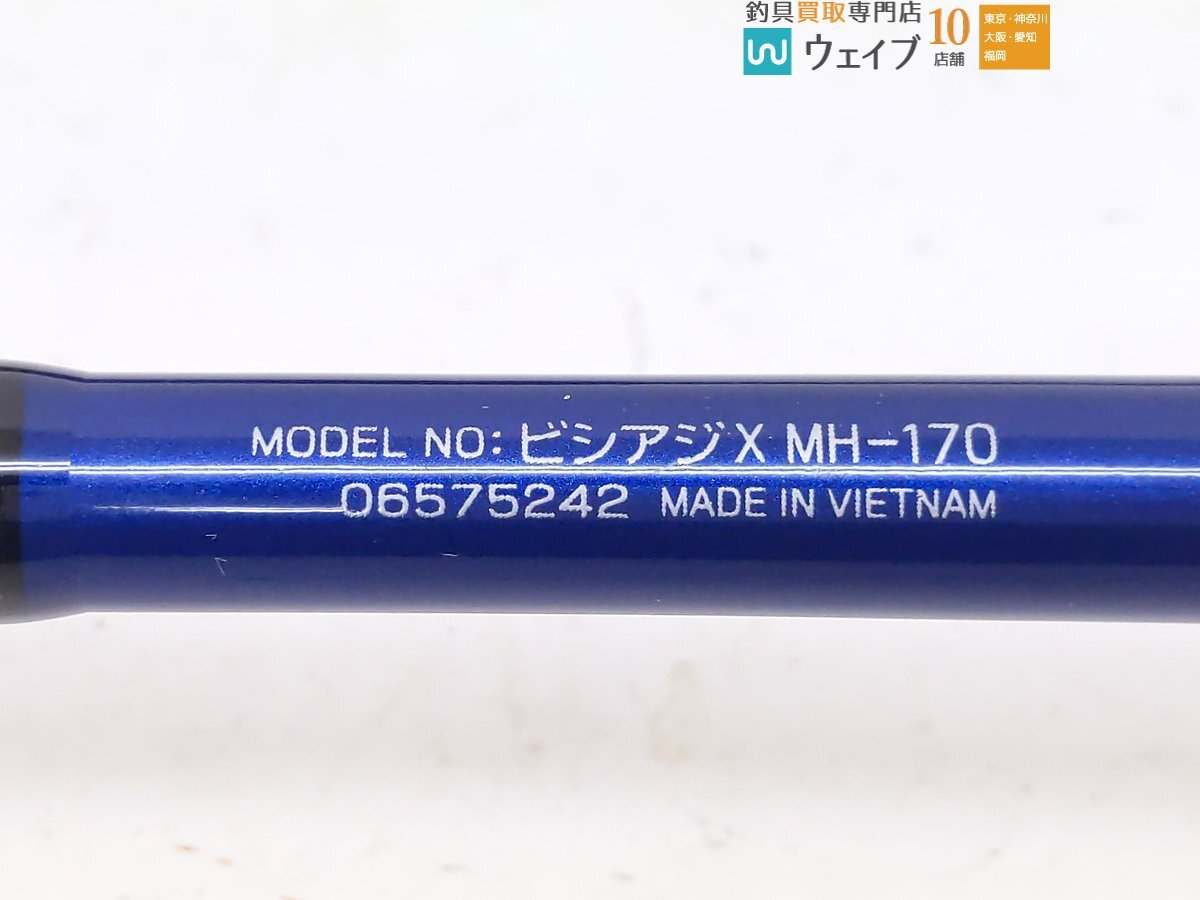 釣具買取専門店
ウェイブ
10
店舗
東京・神奈川
大阪・愛知
福岡
MODEL NO: ビシアジX MH-170
06575242 MADE IN VIETNAM